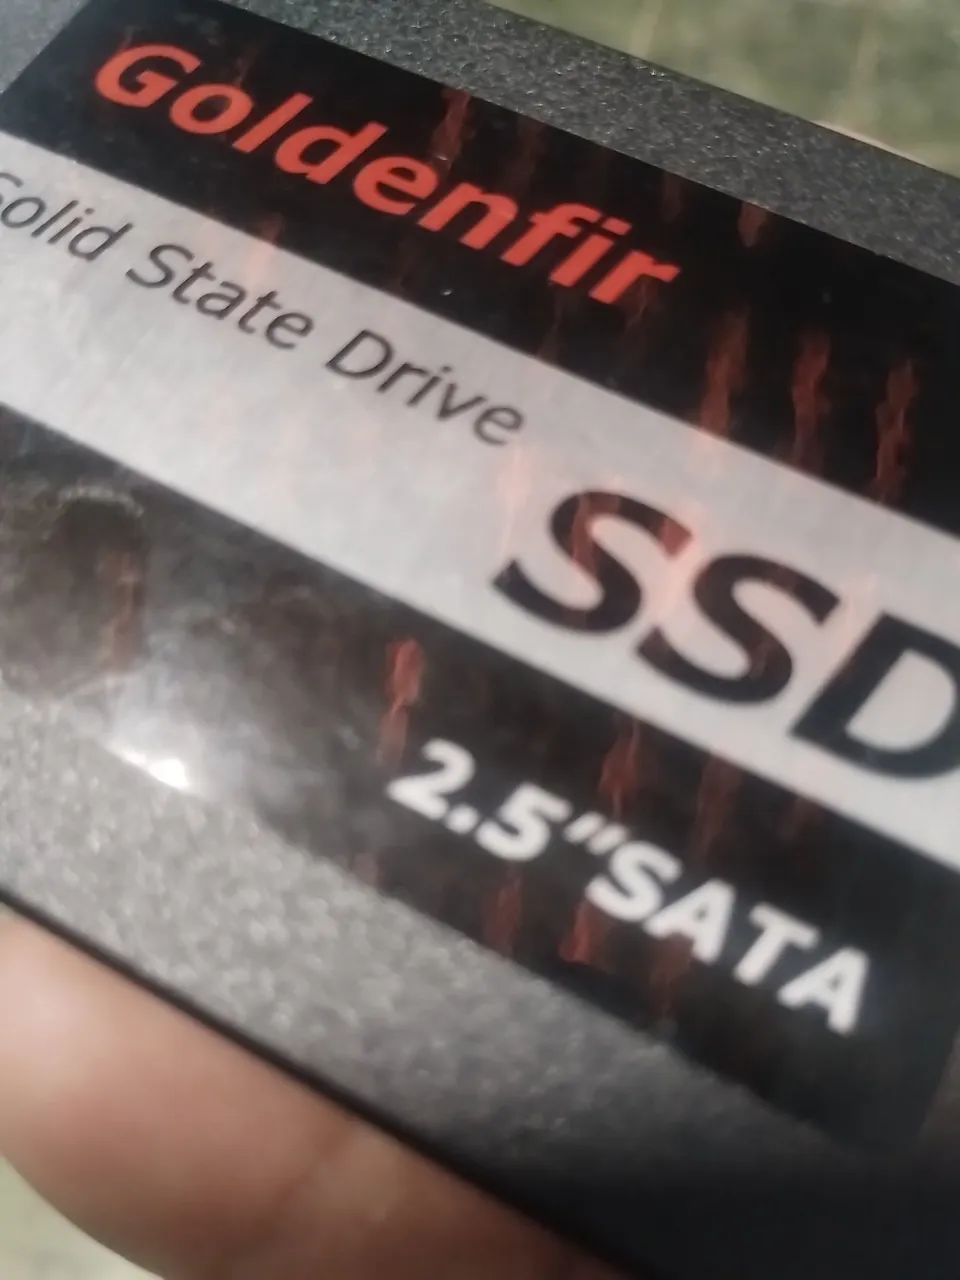 Goldenfir
Solid State Drive
SSD
2.5"SATA